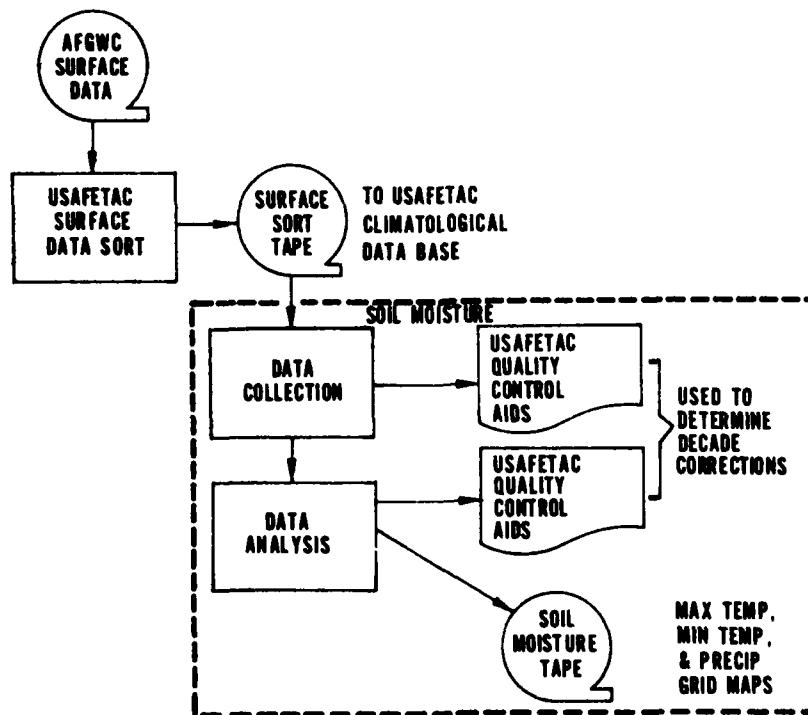 AFGWC
SURFACE
DATA
USAFETAC
SURFACE
DATA SORT
SURFACE
SORT
TAPE
TO USAFETAC
CLIMATOLOGICAL
DATA BASE
SOIL MOISTURE
DATA
COLLECTION
USAFETAC
QUALITY
CONTROL
AIDS
USED TO
DETERMINE
DECADE
CORRECTIONS
DATA
ANALYSIS
USAFETAC
QUALITY
CONTROL
AIDS
SOIL
MOISTURE
TAPE
MAX TEMP,
MIN TEMP,
& PRECIP
GRID MAPS